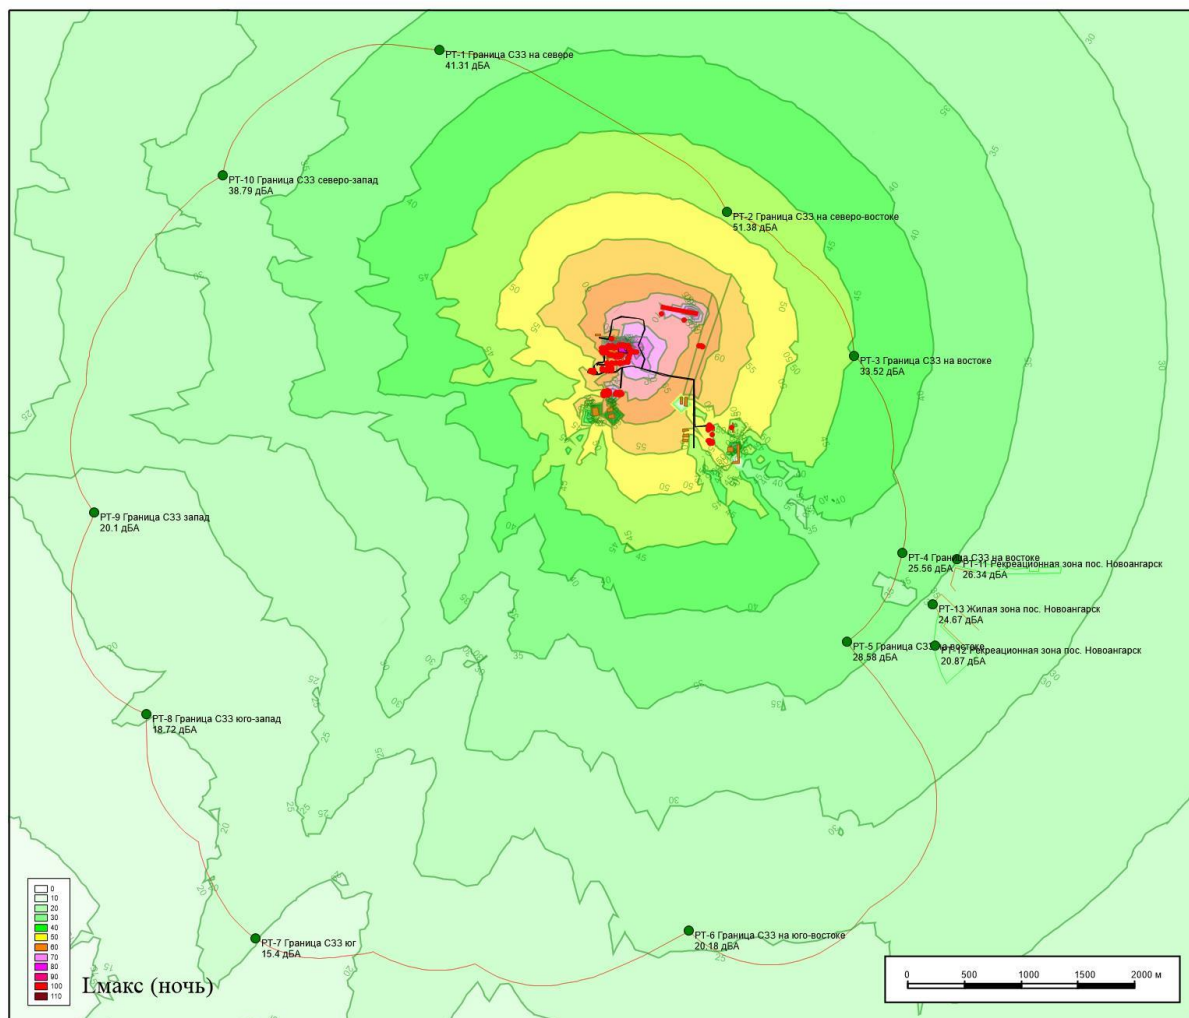 РТ-1 Граница СЗЗ на севере
41.31 дБА
РТ-10 Граница СЗЗ северо-запад
38.79 дБА
РТ-2 Граница СЗЗ на северо-востоке
51.38 дБА
РТ-3 Граница СЗЗ на востоке
33.52 дБА
РТ-9 Граница СЗЗ запад
20.1 дБА
РТ-4 Граница СЗЗ на востоке
25.56 дБА
РТ-11 Рекреационная зона пос. Новоангарск
26.34 дБА
РТ-13 Жилая зона пос. Новоангарск
24.67 дБА
РТ-5 Граница СЗЗ на востоке
28.58 дБА
РТ-12 Рекреационная зона пос. Новоангарск
20.87 дБА
РТ-8 Граница СЗЗ юго-запад
18.72 дБА
РТ-6 Граница СЗЗ на юго-востоке
20.18 дБА
РТ-7 Граница СЗЗ юг
15.4 дБА
0
10
20
30
40
50
60
70
80
90
100
110
Lмакс (ночь)
0 500 1000 1500 2000 м